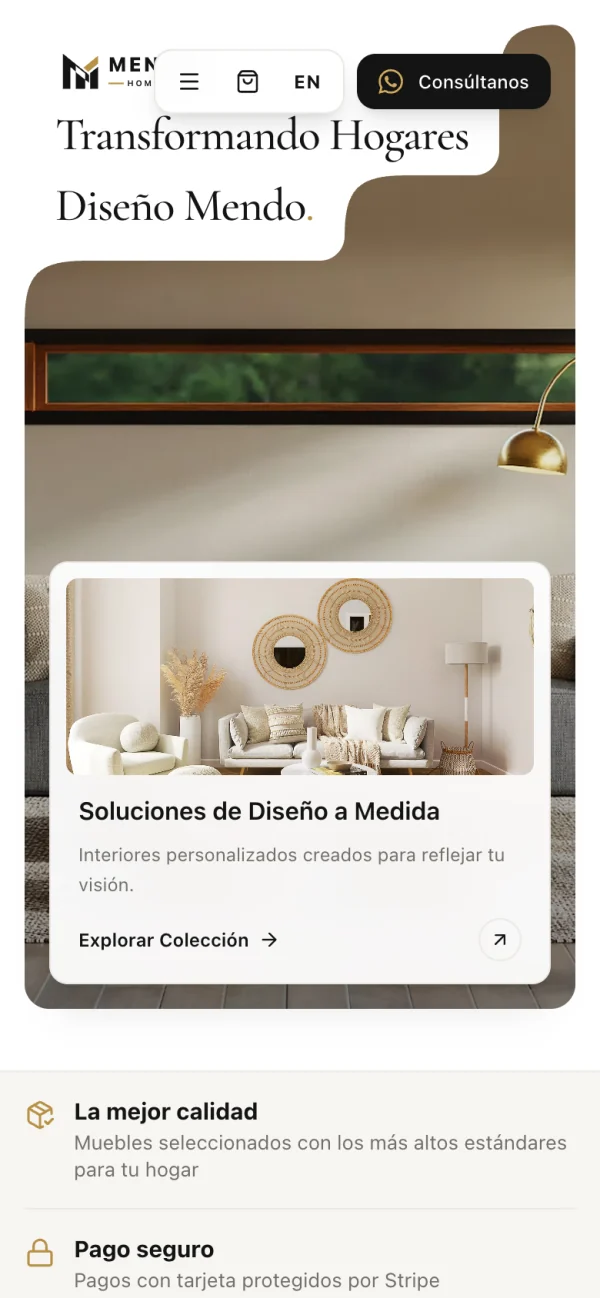 EN
Consúltanos
Transformando Hogares
Diseño Mendo.
Soluciones de Diseño a Medida
Interiores personalizados creados para reflejar tu
visión.
Explorar Colección
La mejor calidad
Muebles seleccionados con los más altos estándares
para tu hogar
Pago seguro
Pagos con tarjeta protegidos por Stripe